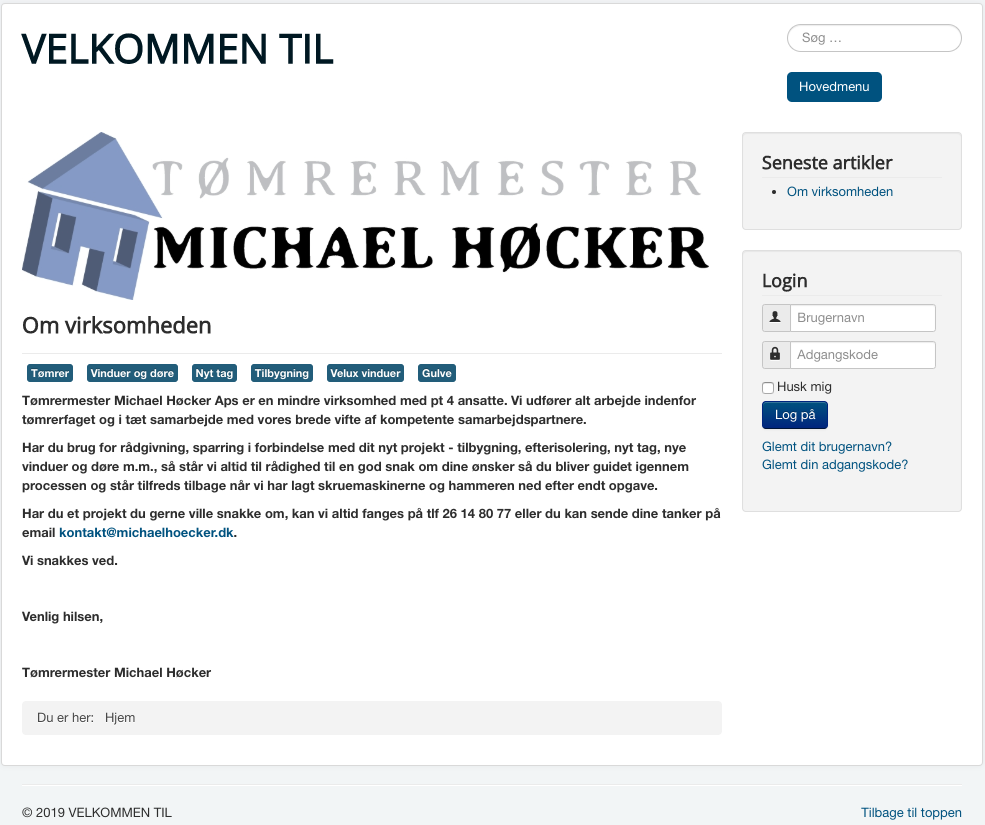 VELKOMMEN TIL
Søg ...
Hovedmenu
TØMRERMESTER
MICHAEL HØCKER
Om virksomheden
Tømrer Vinduer og døre Nyt tag Tilbygning Velux vinduer Gulve
Tømrermester Michael Høcker Aps er en mindre virksomhed med pt 4 ansatte. Vi udfører alt arbejde indenfor
tømrerfaget og i tæt samarbejde med vores brede vifte af kompetente samarbejdspartnere.
Har du brug for rådgivning, sparring i forbindelse med dit nyt projekt - tilbygning, efterisolering, nyt tag, nye
vinduer og døre m.m., så står vi altid til rådighed til en god snak om dine ønsker så du bliver guidet igennem
processen og står tilfreds tilbage når vi har lagt skruemaskinerne og hammeren ned efter endt opgave.
Har du et projekt du gerne ville snakke om, kan vi altid fanges på tlf 26 14 80 77 eller du kan sende dine tanker på
email kontakt@michaelhoecker.dk.
Vi snakkes ved.
Venlig hilsen,
Tømrermester Michael Høcker
Du er her: Hjem
Seneste artikler
Om virksomheden
Login
Brugernavn
Adgangskode
Husk mig
Log på
Glemt dit brugernavn?
Glemt din adgangskode?
© 2019 VELKOMMEN TIL
Tilbage til toppen